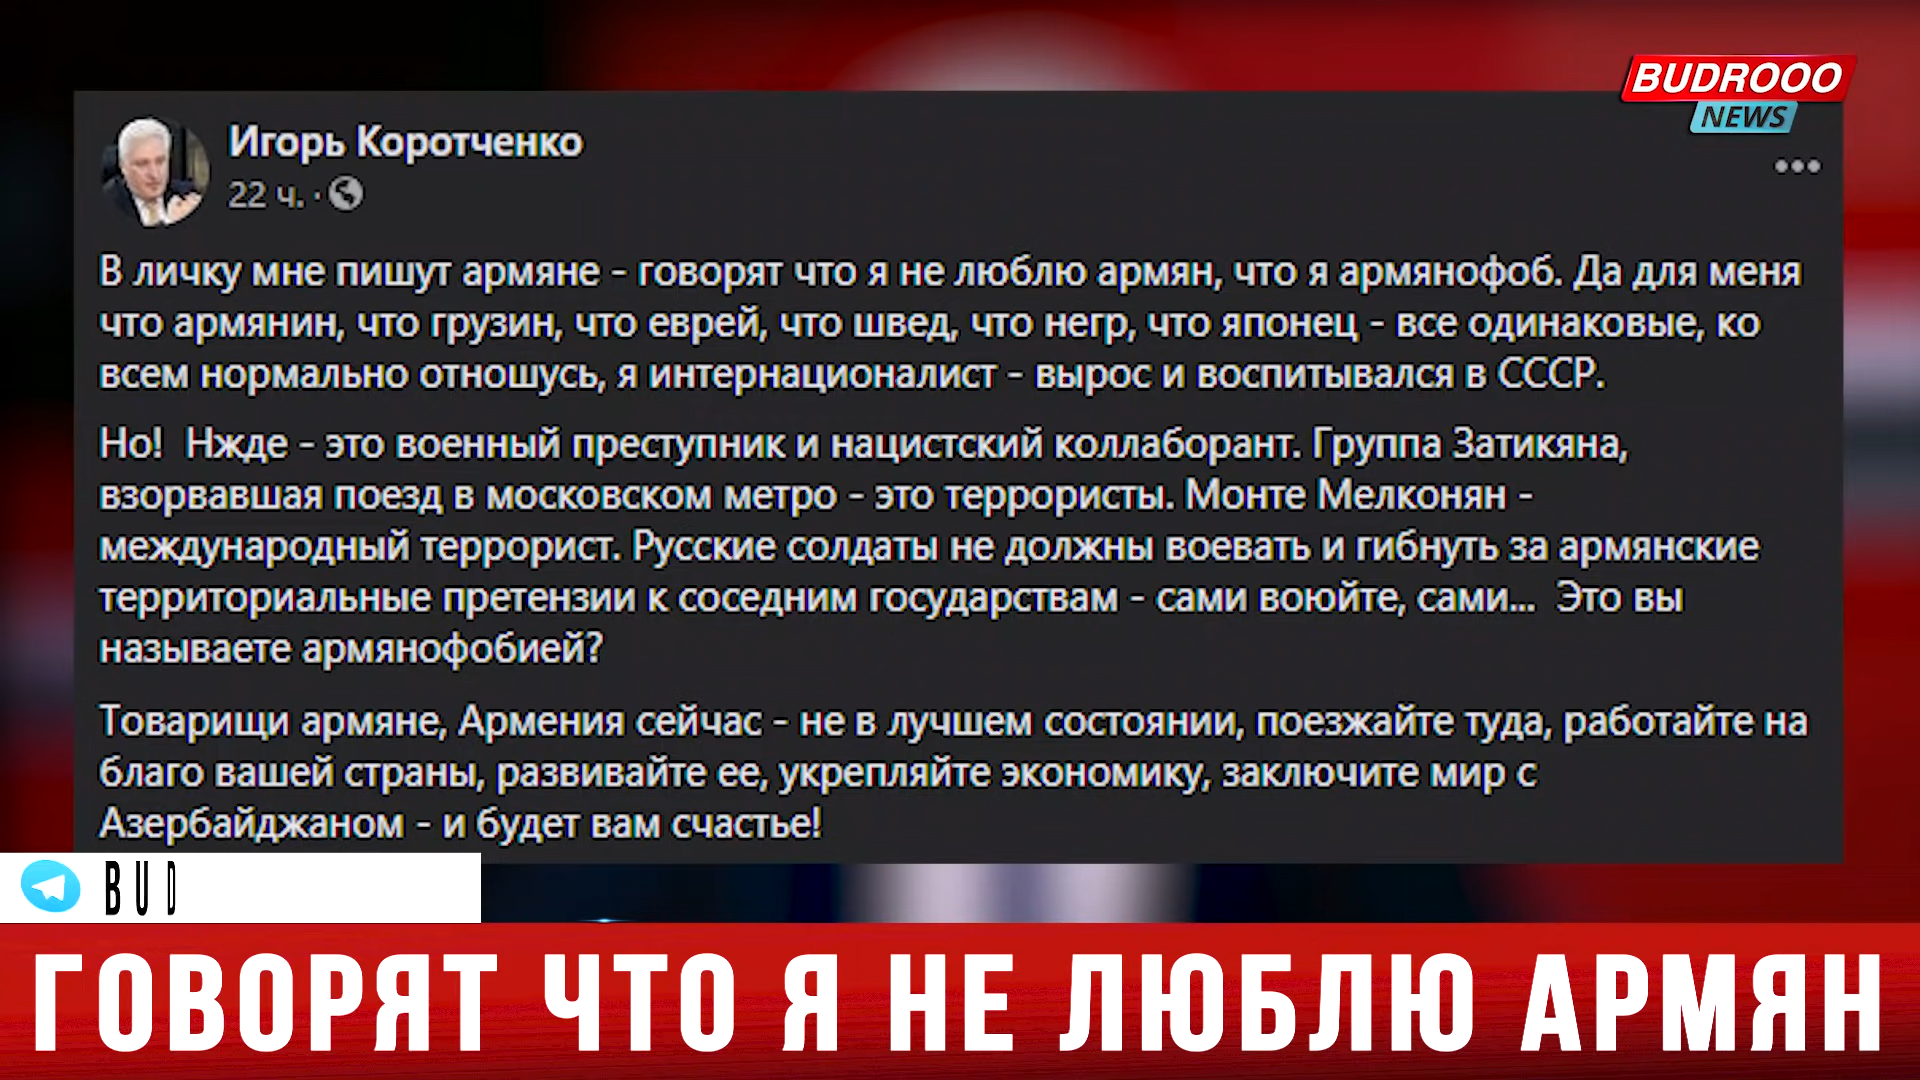 BUDROOO
NEWS
Игорь Коротченко
22 ч. ·
В личку мне пишут армяне - говорят что я не люблю армян, что я армянофоб. Да для меня
что армянин, что грузин, что еврей, что швед, что негр, что японец - все одинаковые, ко
всем нормально отношусь, я интернационалист - вырос и воспитывался в СССР.
Но! Нжде - это военный преступник и нацистский коллаборант. Группа Затикяна,
взорвавшая поезд в московском метро - это террористы. Монте Мелконян -
международный террорист. Русские солдаты не должны воевать и гибнуть за армянские
территориальные претензии к соседним государствам - сами воюйте, сами... Это вы
называете армянофобией?
Товарищи армяне, Армения сейчас - не в лучшем состоянии, поезжайте туда, работайте на
благо вашей страны, развивайте ее, укрепляйте экономику, заключите мир с
Азербайджаном - и будет вам счастье!
BUD
ГОВОРЯТ ЧТО Я НЕ ЛЮБЛЮ АРМЯН